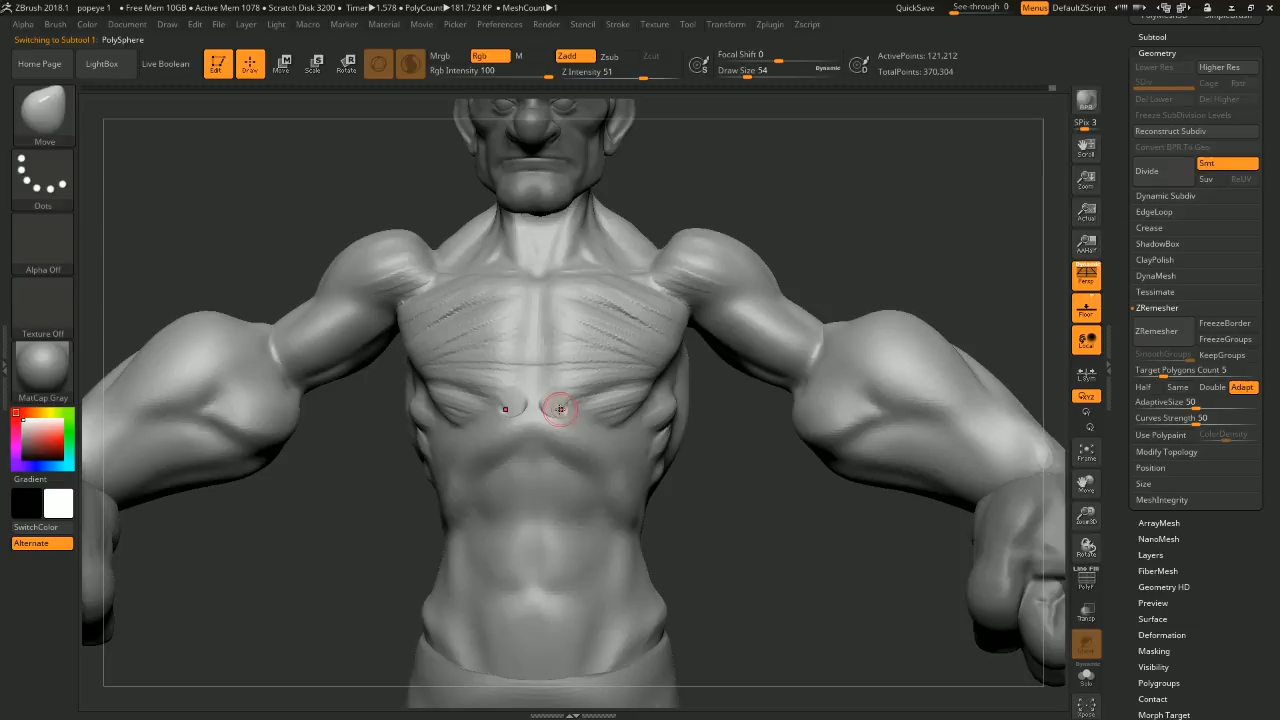 ZBrush 2018.1 popeye 1 • Free Mem 10GB • Active Mem 1078 • Scratch Disk 3200 • Timer▶1.578 • PolyCount▶181.752 KP • MeshCount▶1
QuickSave See-through 0 Menus DefaultZScript
Alpha Brush Color Document Draw Edit File Layer Light Macro Marker Material Movie Picker Preferences Render Stencil Stroke Texture Tool Transform Zplugin Zscript
Switching to Subtool 1: PolySphere
Home Page
LightBox
Live Boolean
Edit
Draw
Move
Scale
Rotate
Mrgb Rgb M
Rgb Intensity 100
Zadd Zsub Zcut
Z Intensity 51
Focal Shift 0
Draw Size 54 Dynamic
ActivePoints: 121,212
TotalPoints: 370,304
Move
Dots
Alpha Off
Texture Off
MatCap Gray
Gradient
SwitchColor
Alternate
BPR
SPix 3
Scroll
Zoom
Actual
AAHalf
Dynamic
Persp
Floor
Local
L.Sym
XYZ
Frame
Move
Zoom3D
Rotate
Line Fill
PolyF
Transp
Dynamic
Solo
Xpose
Subtool
Geometry
Lower Res Higher Res
SDiv Cage Rstr
Del Lower Del Higher
Freeze SubDivision Levels
Reconstruct Subdiv
Convert BPR To Geo
Divide Smt
Suv ReUV
Dynamic Subdiv
EdgeLoop
Crease
ShadowBox
ClayPolish
DynaMesh
Tessimate
ZRemesher
ZRemesher FreezeBorder
FreezeGroups
SmoothGroups KeepGroups
Target Polygons Count 5
Half Same Double Adapt
AdaptiveSize 50
Curves Strength 50
Use Polypaint ColorDensity
Modify Topology
Position
Size
MeshIntegrity
ArrayMesh
NanoMesh
Layers
FiberMesh
Geometry HD
Preview
Surface
Deformation
Masking
Visibility
Polygroups
Contact
Morph Target